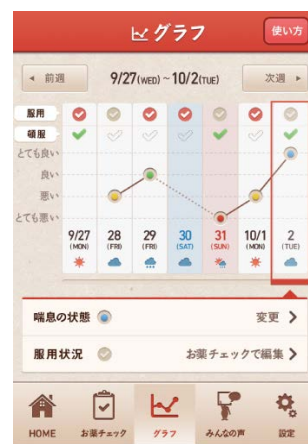 グラフ
使い方
前週
9/27(WED)~10/2(TUE)
次週
服用
頓服
とても良い
良い
悪い
とても悪い
9/27 28 29 30 31 10/1 2
(MON) (FRI) (FRI) (SAT) (SUN) (MON) (TUE)
喘息の状態
変更
服用状況
お薬チェックで編集
HOME
お薬チェック
グラフ
みんなの声
設定